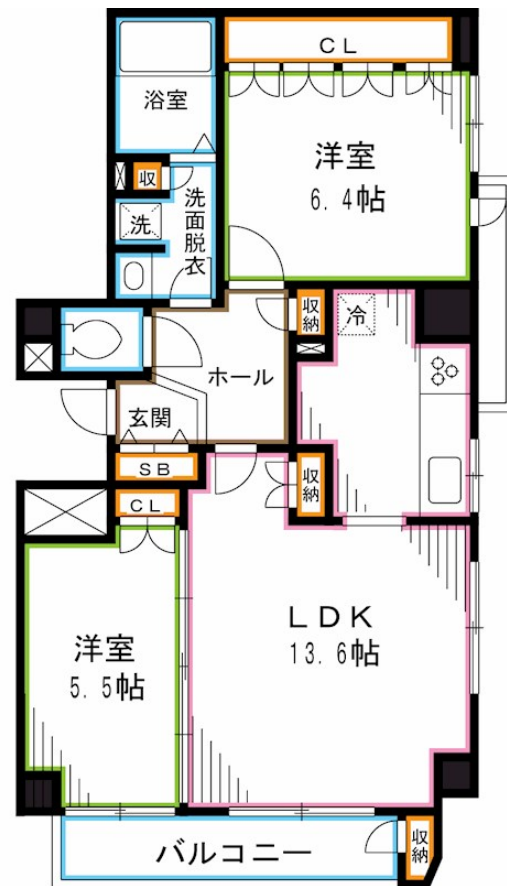 CL
浴室
洋室
6.4帖
収
洗面脱衣
洗
収納
冷
ホール
玄関
SB
収納
CL
LDK
13.6帖
洋室
5.5帖
バルコニー
収納